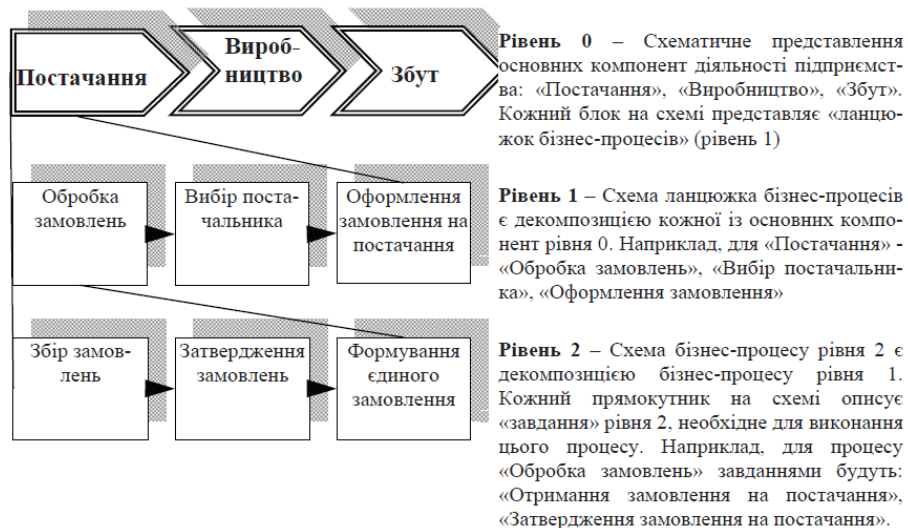 Постачання
Вироб-
ництво
Збут
Рівень 0 – Схематичне представлення
основних компонент діяльності підприємст-
ва: «Постачання», «Виробництво», «Збут».
Кожний блок на схемі представляє «ланцю-
жок бізнес-процесів» (рівень 1)
Обробка
замовлень
Вибір поста-
чальника
Оформлення
замовлення на
постачання
Рівень 1 – Схема ланцюжка бізнес-процесів
є декомпозицією кожної із основних компо-
нент рівня 0. Наприклад, для «Постачання» -
«Обробка замовлень», «Вибір постачальни-
ка», «Оформлення замовлення»
Збір замов-
лень
Затвердження
замовлень
Формування
єдиного
замовлення
Рівень 2 – Схема бізнес-процесу рівня 2 є
декомпозицією бізнес-процесу рівня 1.
Кожний прямокутник на схемі описує
«завдання» рівня 2, необхідне для виконання
цього процесу. Наприклад, для процесу
«Обробка замовлень» завданнями будуть:
«Отримання замовлення на постачання»,
«Затвердження замовлення на постачання».